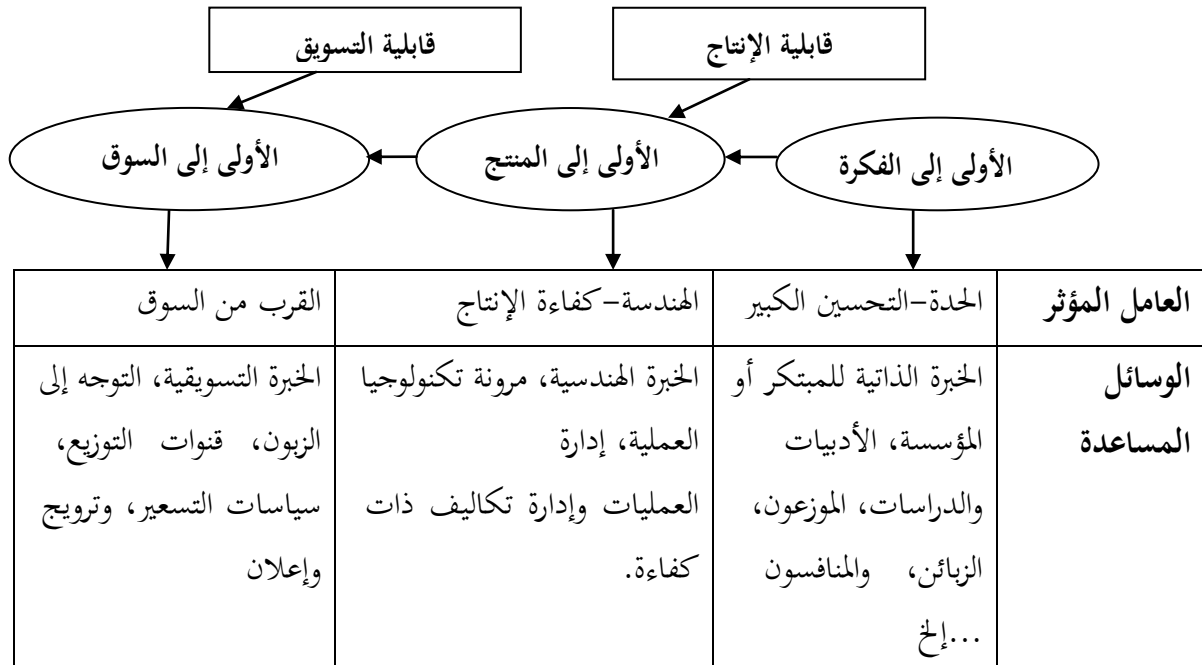 قابلية الإنتاج
قابلية التسويق
الأولى إلى الفكرة
الأولى إلى المنتج
الأولى إلى السوق
العامل المؤثر
الحدة-التحسين الكبير
الهندسة-كفاءة الإنتاج
القرب من السوق
الوسائل
المساعدة
الخبرة الذاتية للمبتكر أو
المؤسسة، الأدبيات
والدراسات، الموزعون،
الزبائن، والمنافسون
...إلخ
الخبرة الهندسية، مرونة تكنولوجيا
العملية، إدارة
العمليات وإدارة تكاليف ذات
كفاءة.
الخبرة التسويقية، التوجه إلى
الزبون، قنوات التوزيع،
سياسات التسعير، وترويج
وإعلان